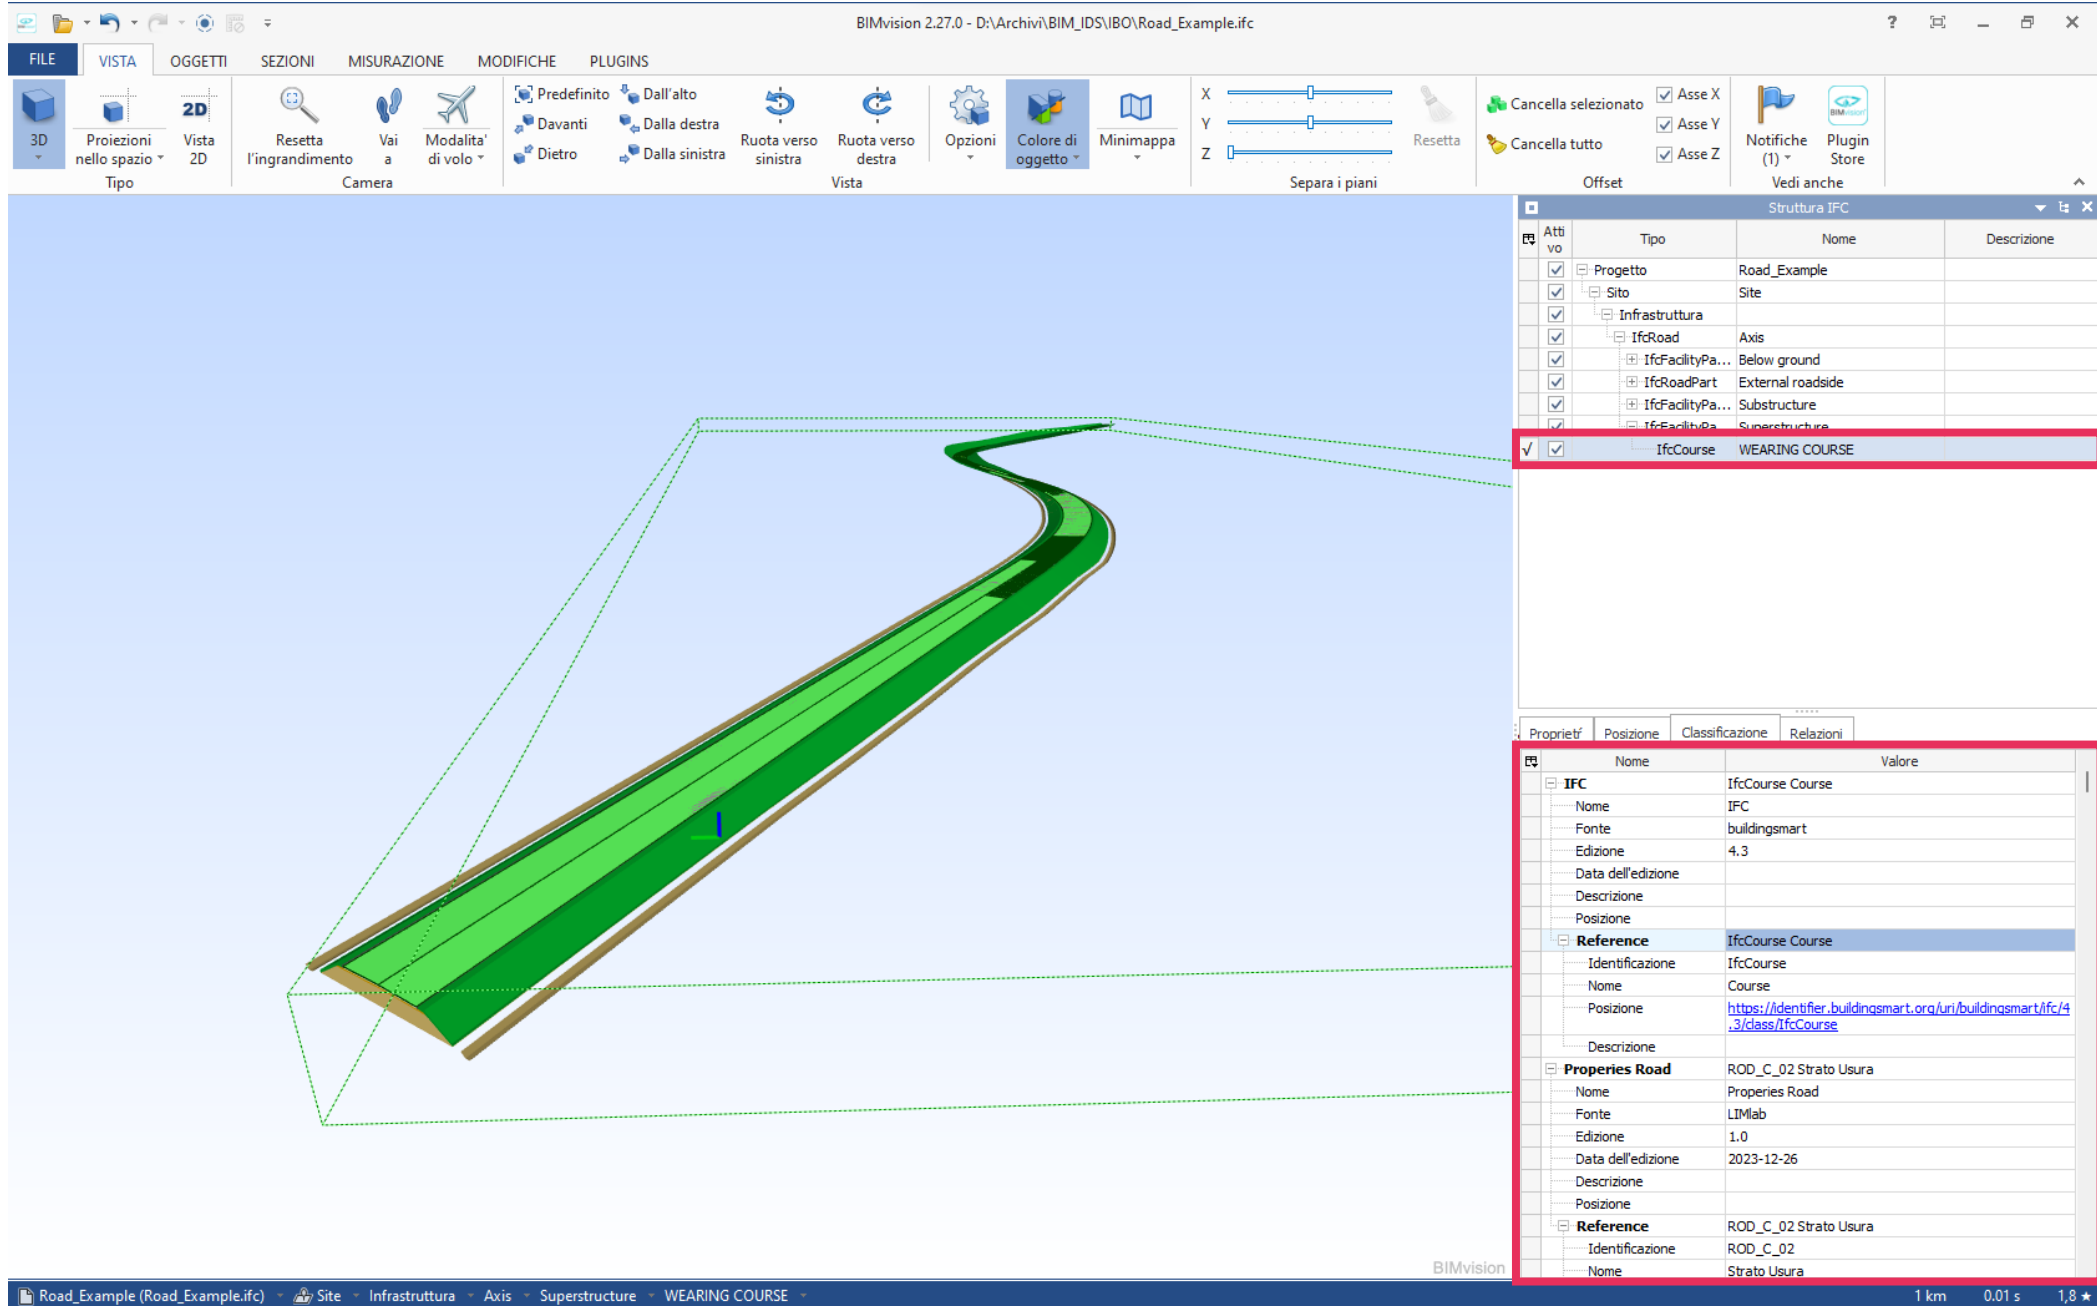 BIMvision 2.27.0 - D:\Archivi\BIM_IDS\IBO\Road_Example.ifc
FILE VISTA OGGETTI SEZIONI MISURAZIONE MODIFICHE PLUGINS
3D
Proiezioni
nello spazio
2D
Vista
2D
Tipo
Resetta
l'ingrandimento
Vai
a
Modalita'
di volo
Camera
Predefinito
Davanti
Dietro
Dall'alto
Dalla destra
Dalla sinistra
Ruota verso
sinistra
Ruota verso
destra
Opzioni
Colore di
oggetto
Minimappa
Vista
X
Y
Z
Resetta
Separa i piani
Cancella selezionato
Cancella tutto
Asse X
Asse Y
Asse Z
Offset
Notifiche
(1)
BIMvision
Plugin
Store
Vedi anche
Struttura IFC
Atti
vo
Tipo Nome Descrizione
Progetto Road_Example
Sito Site
Infrastruttura
IfcRoad Axis
IfcFacilityPa... Below ground
IfcRoadPart External roadside
IfcFacilityPa... Substructure
IfcFacilityPa Superstructure
IfcCourse WEARING COURSE
Proprietŕ Posizione Classificazione Relazioni
Nome Valore
IFC IfcCourse Course
Nome IFC
Fonte buildingsmart
Edizione 4.3
Data dell'edizione
Descrizione
Posizione
Reference IfcCourse Course
Identificazione IfcCourse
Nome Course
Posizione https://identifier.buildingsmart.org/uri/buildingsmart/ifc/4
.3/class/IfcCourse
Descrizione
Properies Road ROD_C_02 Strato Usura
Nome Properies Road
Fonte LIMlab
Edizione 1.0
Data dell'edizione 2023-12-26
Descrizione
Posizione
Reference ROD_C_02 Strato Usura
Identificazione ROD_C_02
Nome Strato Usura
BIMvision
Road_Example (Road_Example.ifc) Site Infrastruttura Axis Superstructure WEARING COURSE 1 km 0.01 s 1,8